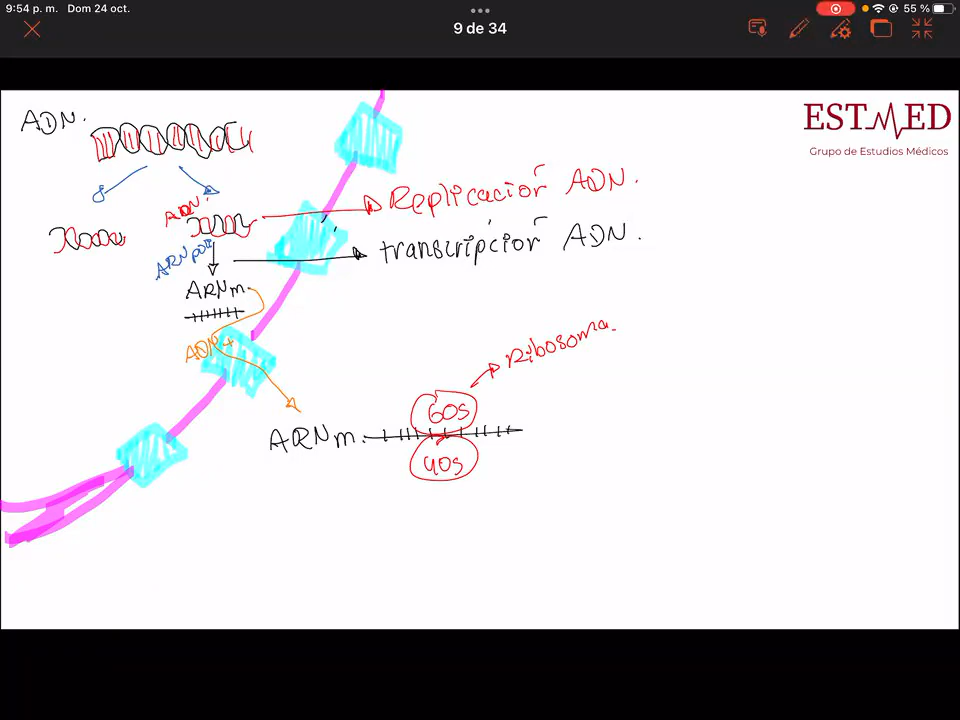 9:54 p. m.  Dom 24 oct.
55 %
9 de 34
ESTMED
Grupo de Estudios Médicos
ADN.
ADN.
Replicación ADN.
transcripción ADN.
ARNm.
Ribosoma.
60s
ARNm.
40s